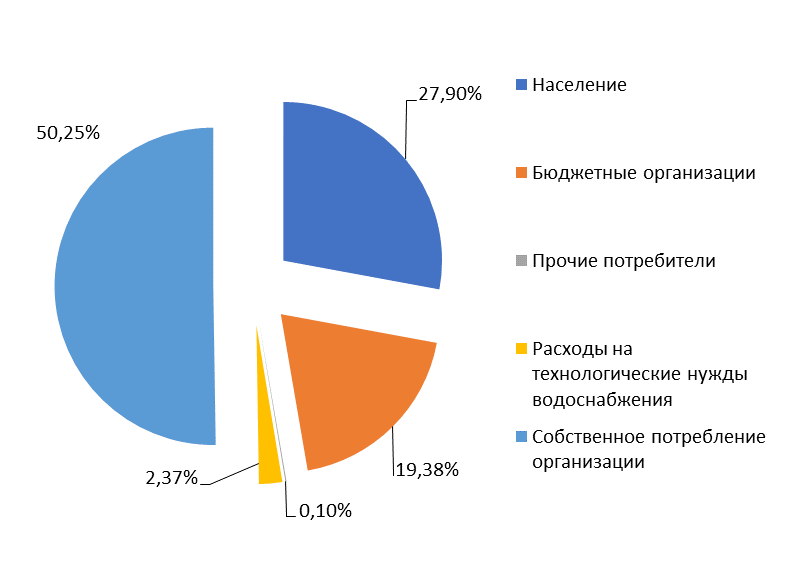 27,90%
50,25%
19,38%
2,37%
0,10%
Население
Бюджетные организации
Прочие потребители
Расходы на
технологические нужды
водоснабжения
Собственное потребление
организации